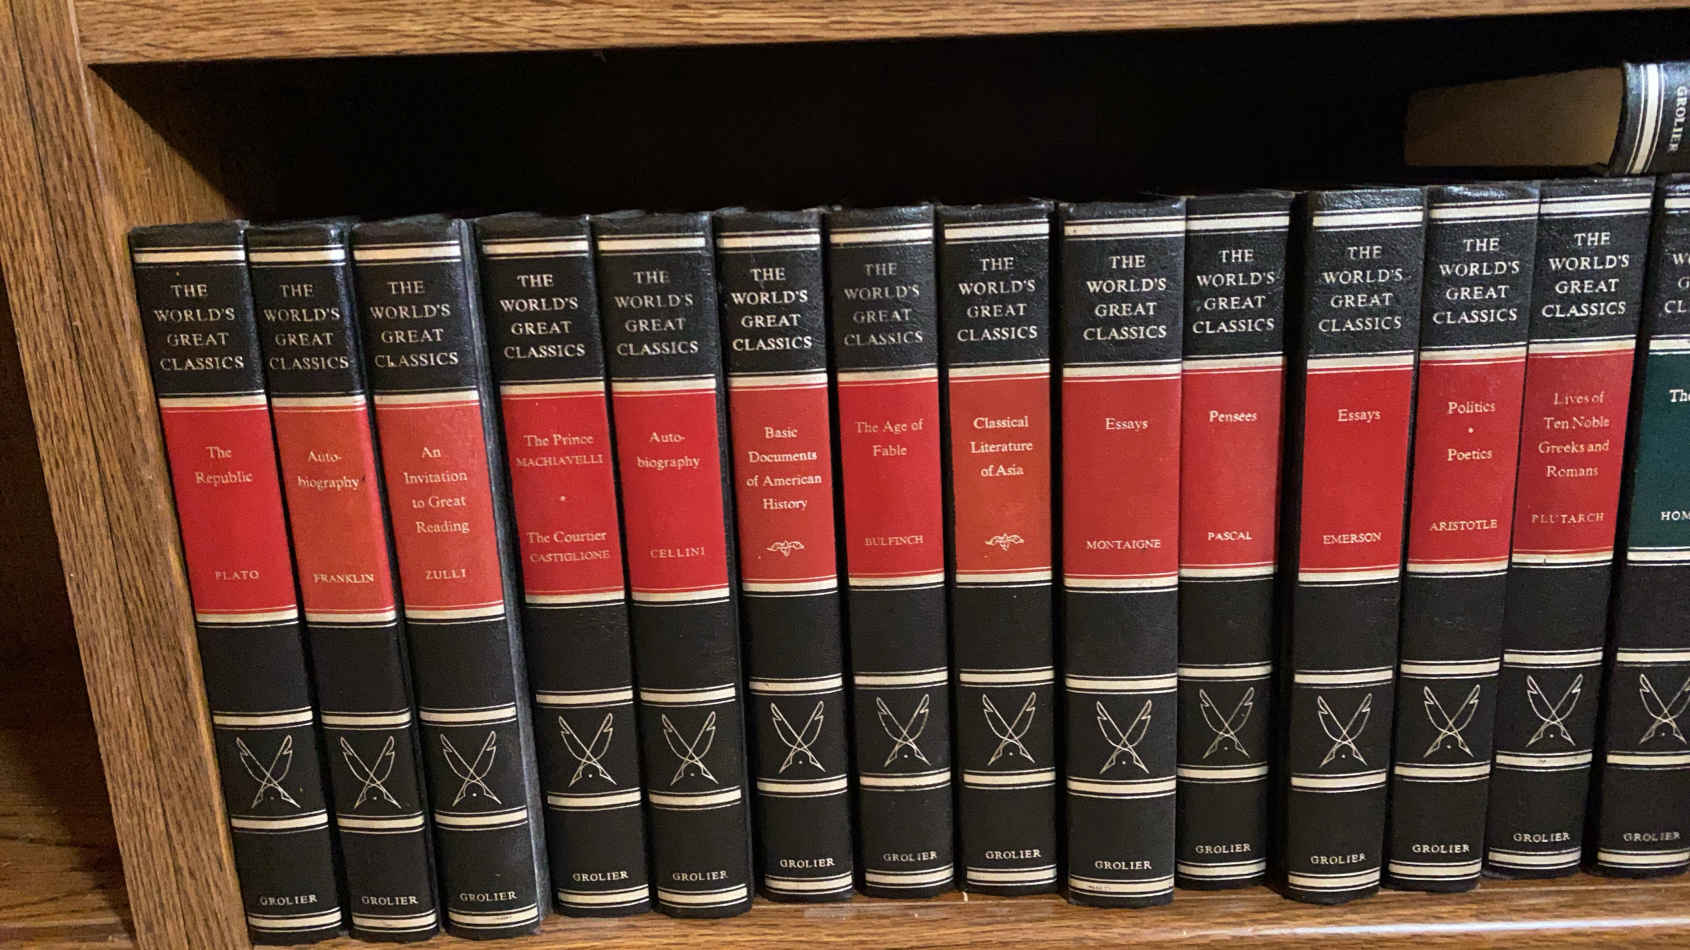 THE
WORLD'S
GREAT
CLASSICS
The
Republic
PLATO
GROLIER
THE
WORLD'S
GREAT
CLASSICS
Auto-
biography
FRANKLIN
GROLIER
THE
WORLD'S
GREAT
CLASSICS
An
Invitation
to Great
Reading
ZULLI
GROLIER
THE
WORLD'S
GREAT
CLASSICS
The Prince
MACHIAVELLI
•
The Courtier
CASTIGLIONE
GROLIER
THE
WORLD'S
GREAT
CLASSICS
Auto-
biography
CELLINI
GROLIER
THE
WORLD'S
GREAT
CLASSICS
Basic
Documents
of American
History
GROLIER
THE
WORLD'S
GREAT
CLASSICS
The Age of
Fable
BULFINCH
GROLIER
THE
WORLD'S
GREAT
CLASSICS
Classical
Literature
of Asia
GROLIER
THE
WORLD'S
GREAT
CLASSICS
Essays
MONTAIGNE
GROLIER
THE
WORLD'S
GREAT
CLASSICS
Pensées
PASCAL
GROLIER
THE
WORLD'S
GREAT
CLASSICS
Essays
EMERSON
GROLIER
THE
WORLD'S
GREAT
CLASSICS
Politics
•
Poetics
ARISTOTLE
GROLIER
THE
WORLD'S
GREAT
CLASSICS
Lives of
Ten Noble
Greeks and
Romans
PLUTARCH
GROLIER
The
HOM
GROLIER
GROLIER